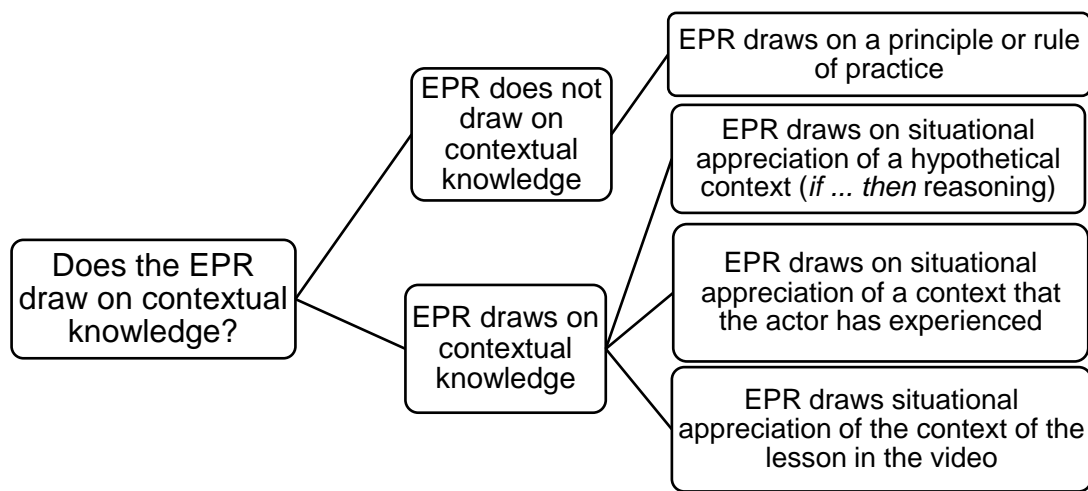 Does the EPR
draw on contextual
knowledge?
EPR does not
draw on
contextual
knowledge
EPR draws on
contextual
knowledge
EPR draws on a principle or rule
of practice
EPR draws on situational
appreciation of a hypothetical
context (if ... then reasoning)
EPR draws on situational
appreciation of a context that
the actor has experienced
EPR draws situational
appreciation of the context of the
lesson in the video